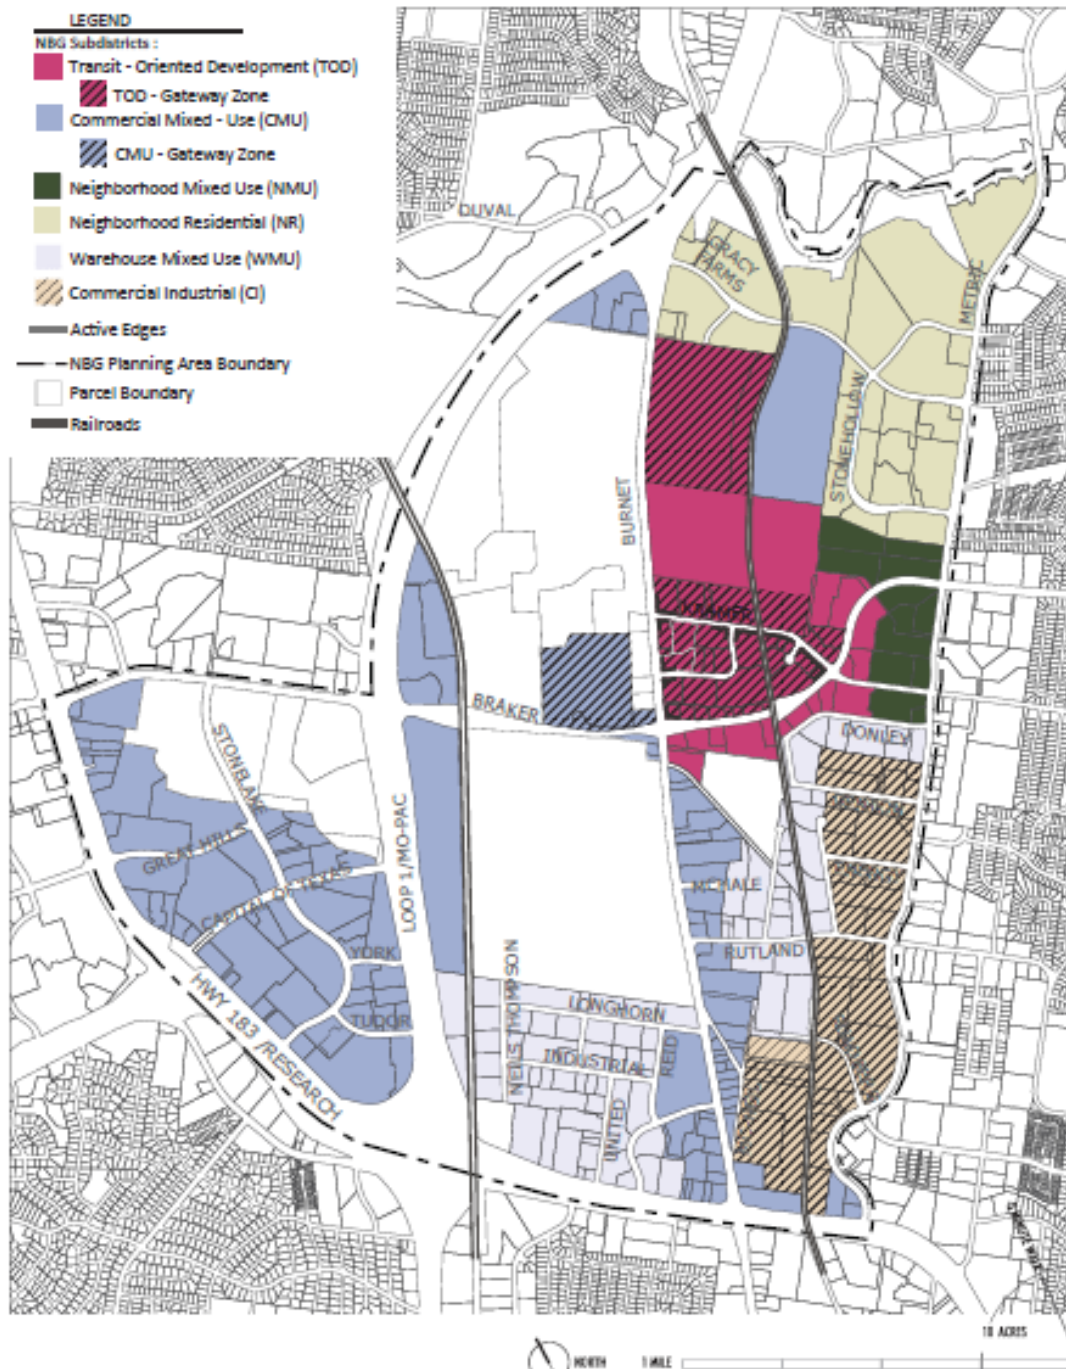 LEGEND
NBG Subdistricts :
Transit - Oriented Development (TOD)
TOD - Gateway Zone
Commercial Mixed - Use (CMU)
CMU - Gateway Zone
Neighborhood Mixed Use (NMU)
Neighborhood Residential (NR)
Warehouse Mixed Use (WMU)
Commercial Industrial (CI)
Active Edges
NBG Planning Area Boundary
Parcel Boundary
Railroads
DUVAL
GRACY
FARMS
METRIC
STONEHOLLOW
BURNET
KRAMER
BRAKER
DONLEY
STONELAKE
GREAT HILLS
CAPITAL OF TEXAS
LOOP 1/MO-PAC
YORK
TUDOR
HWY 183 /RESEARCH
NEILS THOMPSON
LONGHORN
INDUSTRIAL
UNITED
REID
MCHALE
RUTLAND
10 ACRES
NORTH
1 MILE